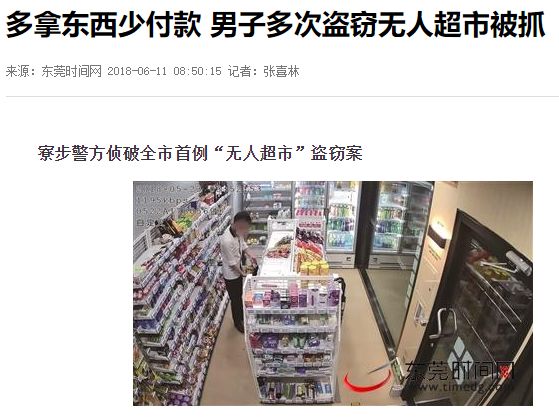 多拿东西少付款 男子多次盗窃无人超市被抓
来源：东莞时间网 2018-06-11 08:50:15 记者：张喜林
寮步警方侦破全市首例“无人超市”盗窃案
东莞时间网
www.timedg.com